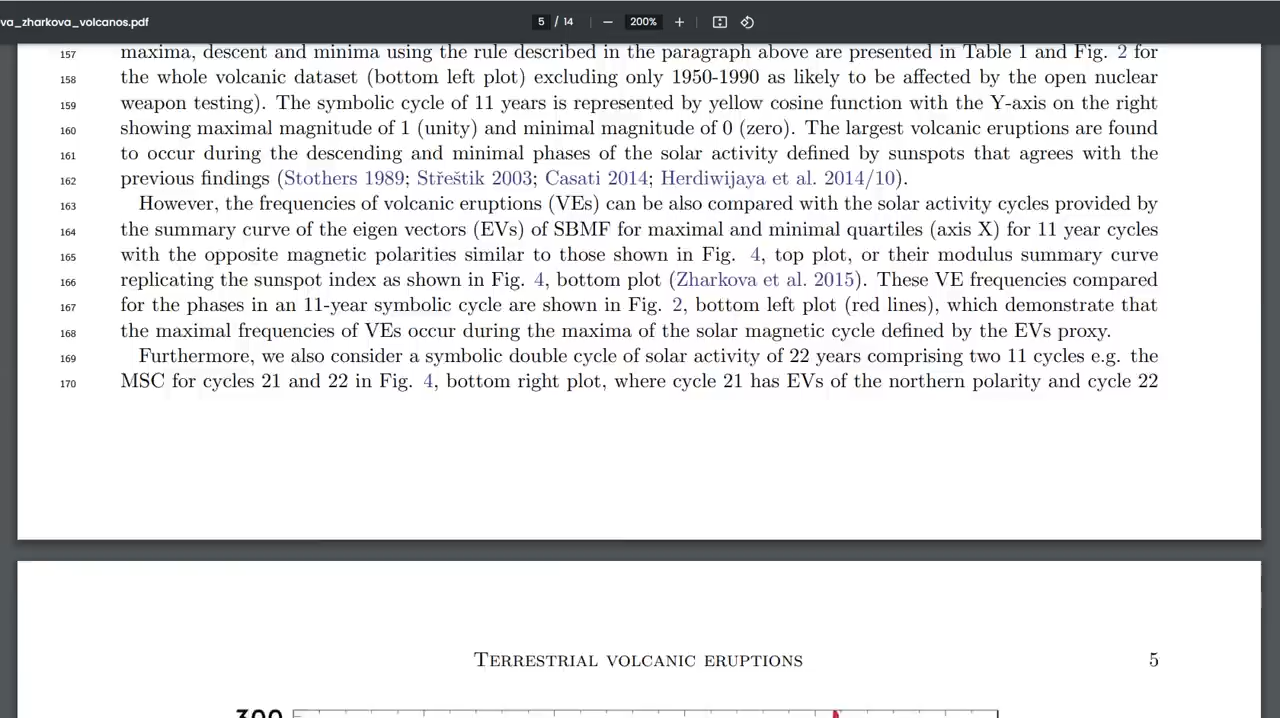 va_zharkova_volcanos.pdf 5 / 14 200%
157 maxima, descent and minima using the rule described in the paragraph above are presented in Table 1 and Fig. 2 for
158 the whole volcanic dataset (bottom left plot) excluding only 1950-1990 as likely to be affected by the open nuclear
159 weapon testing). The symbolic cycle of 11 years is represented by yellow cosine function with the Y-axis on the right
160 showing maximal magnitude of 1 (unity) and minimal magnitude of 0 (zero). The largest volcanic eruptions are found
161 to occur during the descending and minimal phases of the solar activity defined by sunspots that agrees with the
162 previous findings (Stothers 1989; Střeštik 2003; Casati 2014; Herdiwijaya et al. 2014/10).
163 However, the frequencies of volcanic eruptions (VEs) can be also compared with the solar activity cycles provided by
164 the summary curve of the eigen vectors (EVs) of SBMF for maximal and minimal quartiles (axis X) for 11 year cycles
165 with the opposite magnetic polarities similar to those shown in Fig. 4, top plot, or their modulus summary curve
166 replicating the sunspot index as shown in Fig. 4, bottom plot (Zharkova et al. 2015). These VE frequencies compared
167 for the phases in an 11-year symbolic cycle are shown in Fig. 2, bottom left plot (red lines), which demonstrate that
168 the maximal frequencies of VEs occur during the maxima of the solar magnetic cycle defined by the EVs proxy.
169 Furthermore, we also consider a symbolic double cycle of solar activity of 22 years comprising two 11 cycles e.g. the
170 MSC for cycles 21 and 22 in Fig. 4, bottom right plot, where cycle 21 has EVs of the northern polarity and cycle 22
TERRESTRIAL VOLCANIC ERUPTIONS 5
300